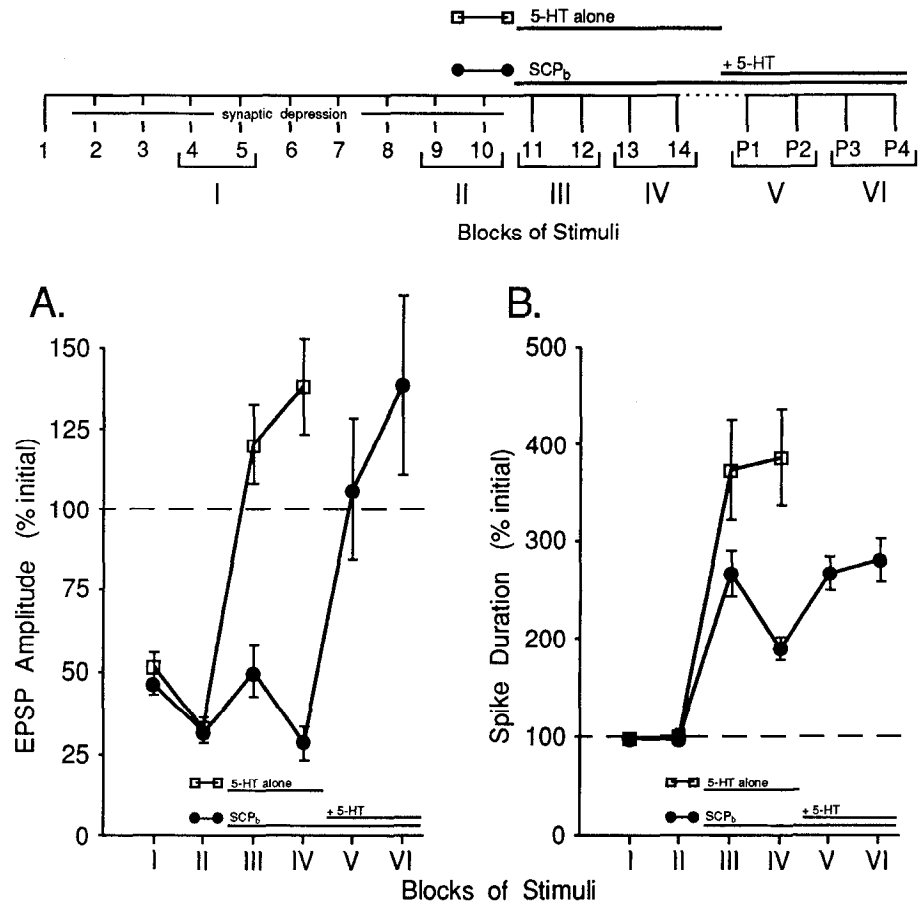 5-HT alone
SCPb
+ 5-HT
synaptic depression
1 2 3 4 5 6 7 8 9 10 11 12 13 14 P1 P2 P3 P4
I II III IV V VI
Blocks of Stimuli
A.
EPSP Amplitude (% initial)
150
125
100
75
50
25
0
5-HT alone
+ 5-HT
SCPb
I II III IV V VI
B.
Spike Duration (% initial)
500
400
300
200
100
0
5-HT alone
+ 5-HT
SCPb
I II III IV V VI
Blocks of Stimuli